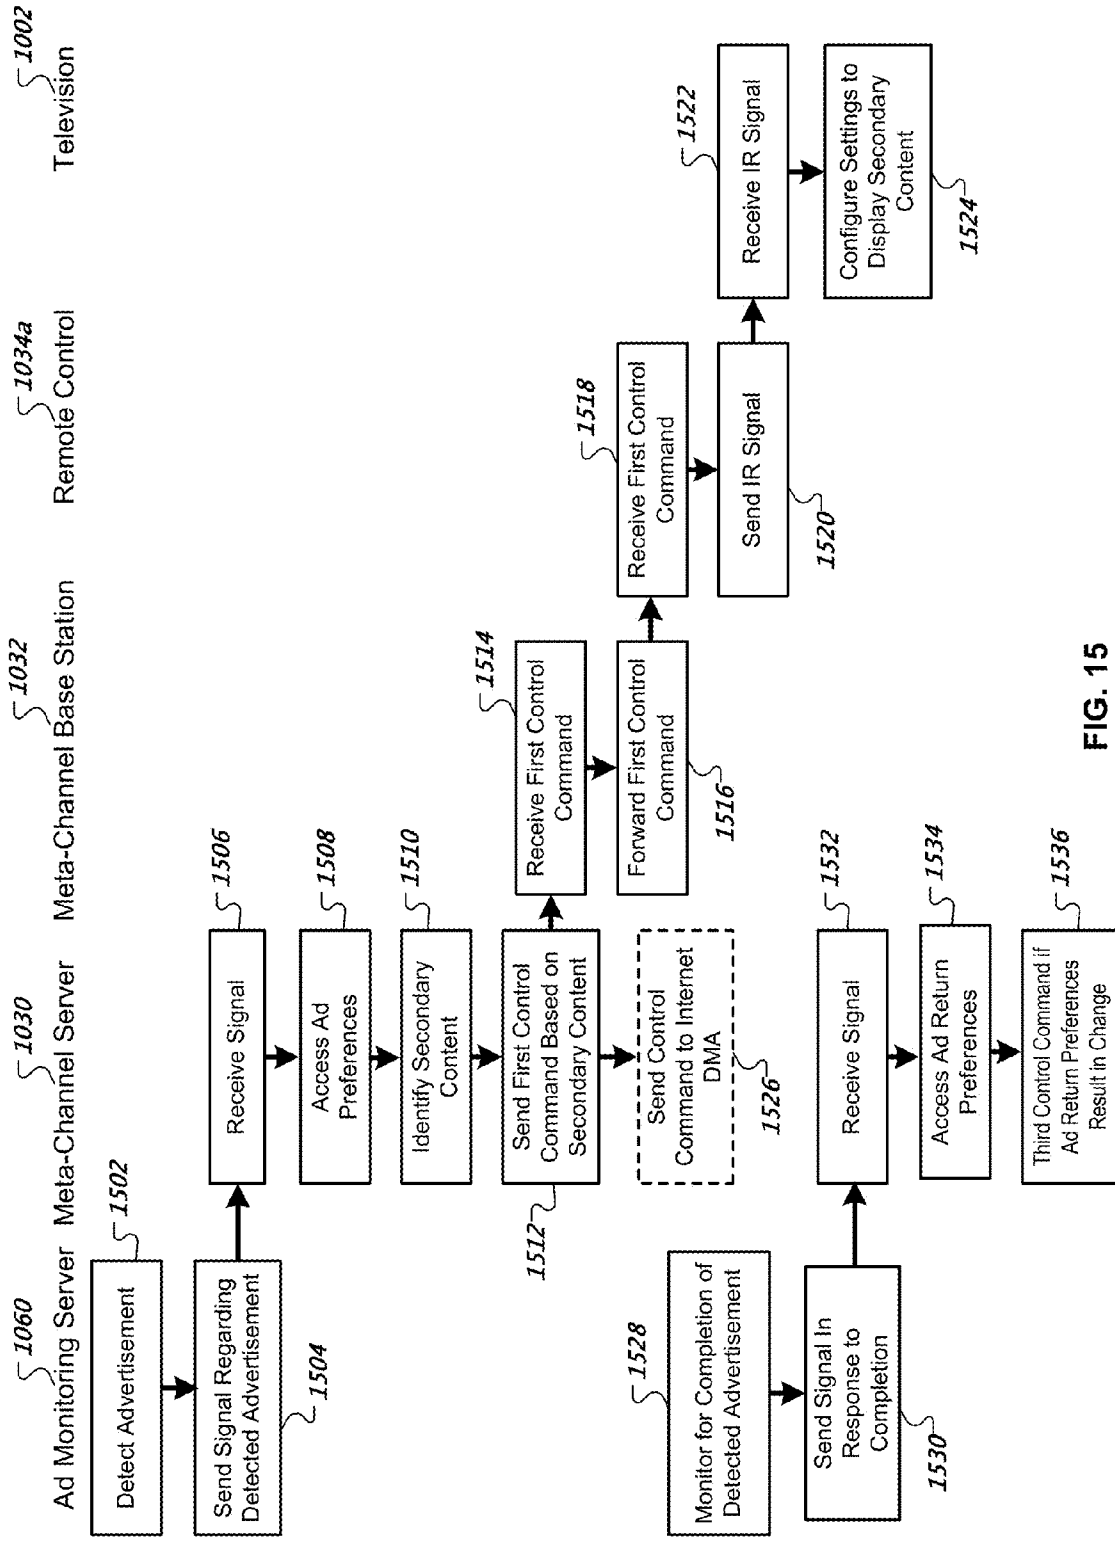 1060
Ad Monitoring Server
1030
Meta-Channel Server
1032
Meta-Channel Base Station
1034a
Remote Control
1002
Television
Detect Advertisement
1502
Send Signal Regarding
Detected Advertisement
1504
Receive Signal
1506
Access Ad
Preferences
1508
Identify Secondary
Content
1510
Send First Control
Command Based on
Secondary Content
1512
Receive First Control
Command
1514
Forward First Control
Command
1516
Receive First Control
Command
1518
Send IR Signal
1520
Receive IR Signal
1522
Configure Settings to
Display Secondary
Content
1524
Send Control
Command to Internet
DMA
1526
Monitor for Completion of
Detected Advertisement
1528
Send Signal In
Response to
Completion
1530
Receive Signal
1532
Access Ad Return
Preferences
1534
Third Control Command if
Ad Return Preferences
Result in Change
1536
FIG. 15